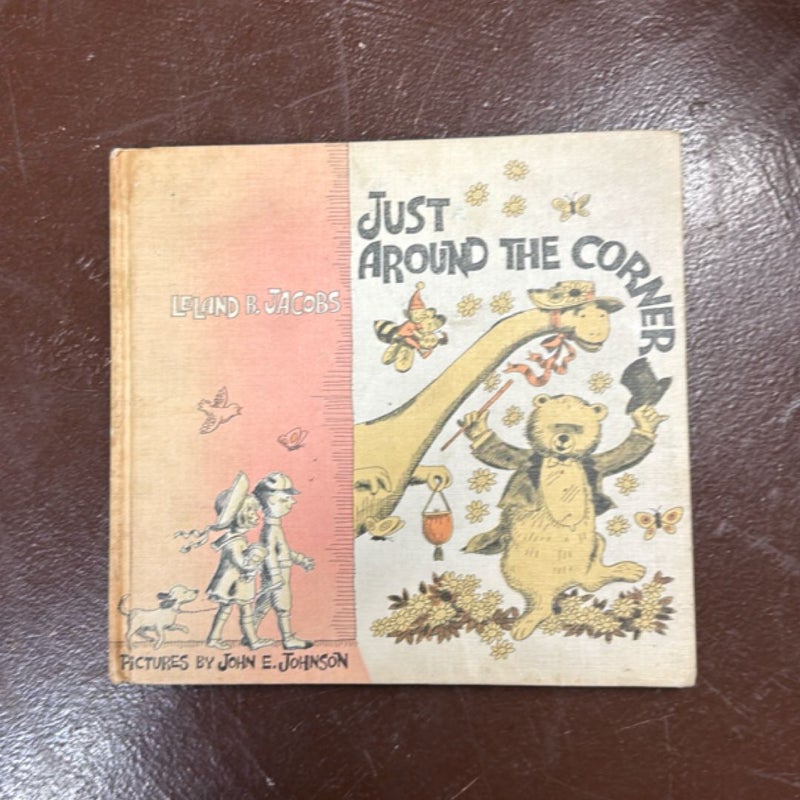 LELAND B. JACOBS
JUST
AROUND THE CORNER
PICTURES BY JOHN E. JOHNSON